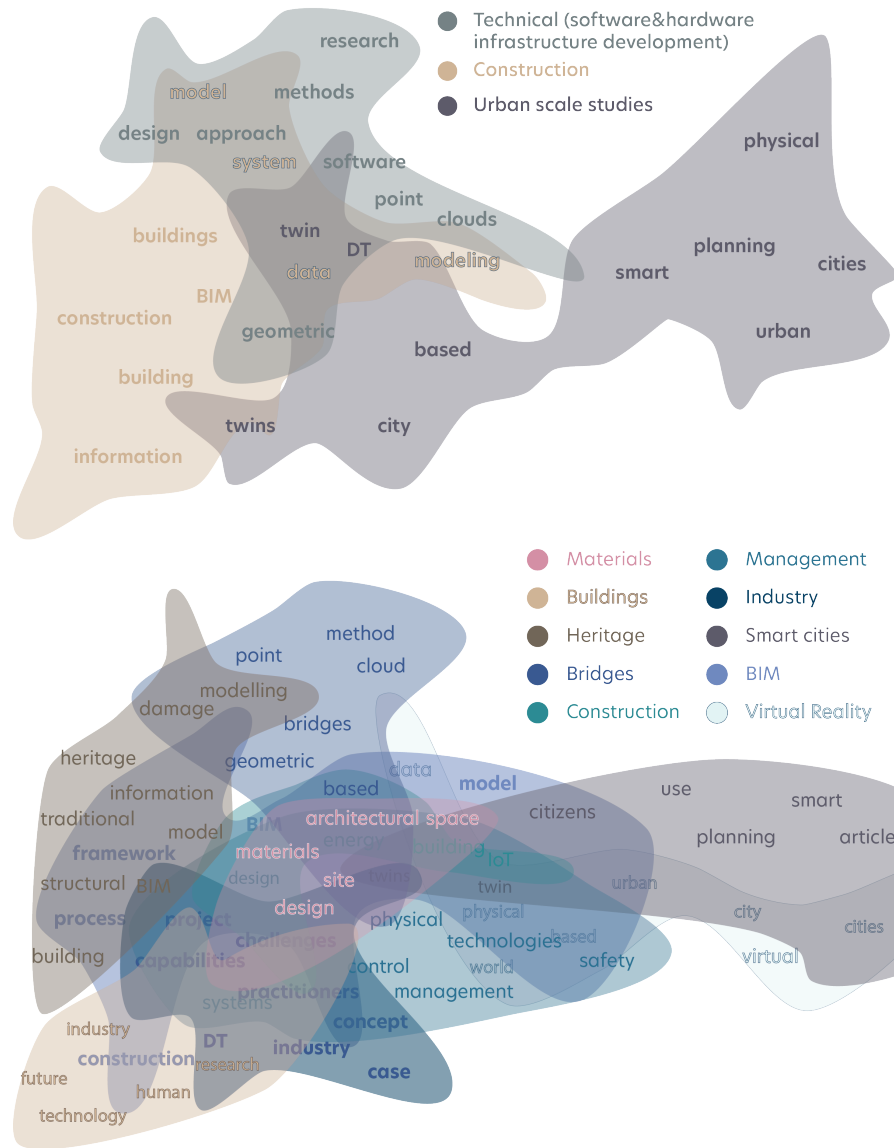 Technical (software&hardware
infrastructure development)
Construction
Urban scale studies
research
model
methods
design
approach
system
software
physical
point
clouds
buildings
twin
DT
planning
modeling
data
smart
cities
BIM
construction
geometric
urban
based
building
twins
city
information
Materials
Buildings
Heritage
Bridges
Construction
Management
Industry
Smart cities
BIM
Virtual Reality
method
point
cloud
modelling
damage
bridges
heritage
geometric
data
model
information
based
use
smart
citizens
traditional
model
BIM
architectural space
planning
article
framework
materials
energy
building
IoT
structural
BIM
design
site
twins
twin
urban
process
project
design
physical
physical
city
cities
challenges
technologies
based
building
capabilities
control
world
safety
virtual
systems
practitioners
management
industry
concept
construction
DT
industry
research
case
future
human
technology